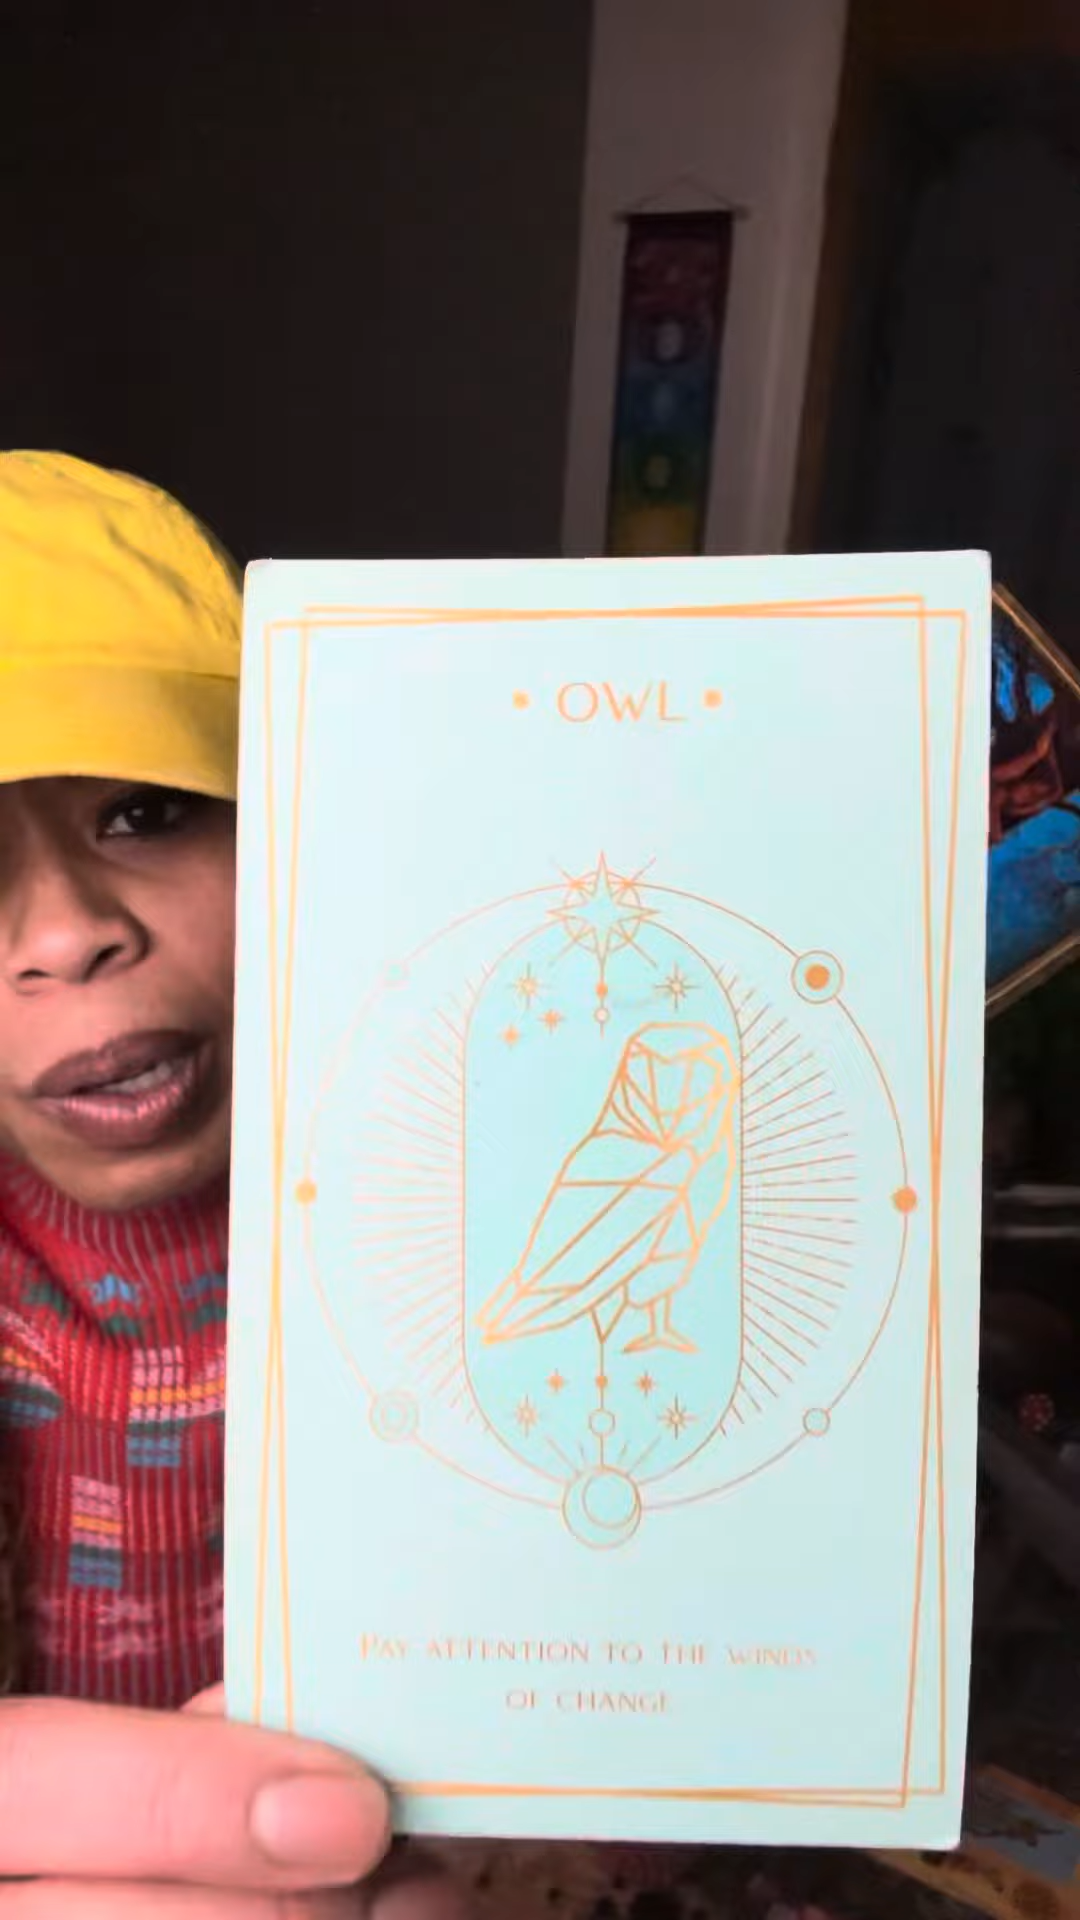 • OWL •
PAY ATTENTION TO THE WINDS
OF CHANGE